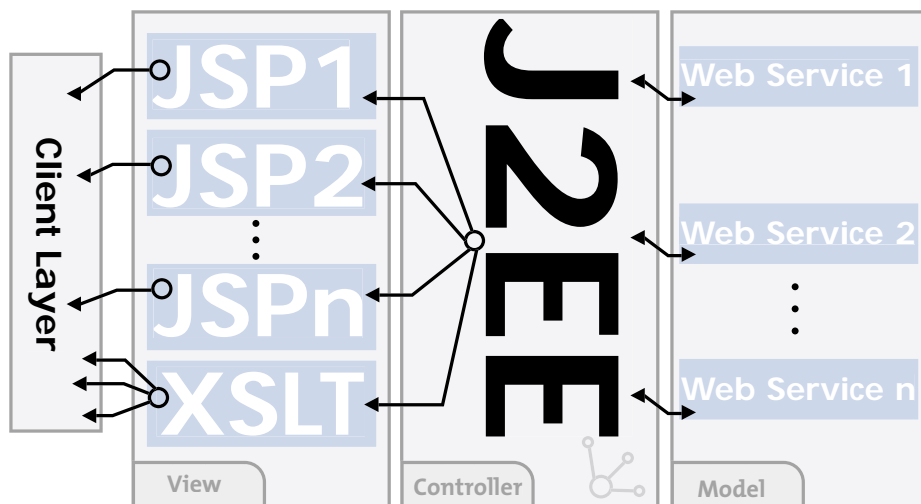 Client Layer
JSP1
JSP2
JSPn
XSLT
View
J2EE
Controller
Web Service 1
Web Service 2
Web Service n
Model